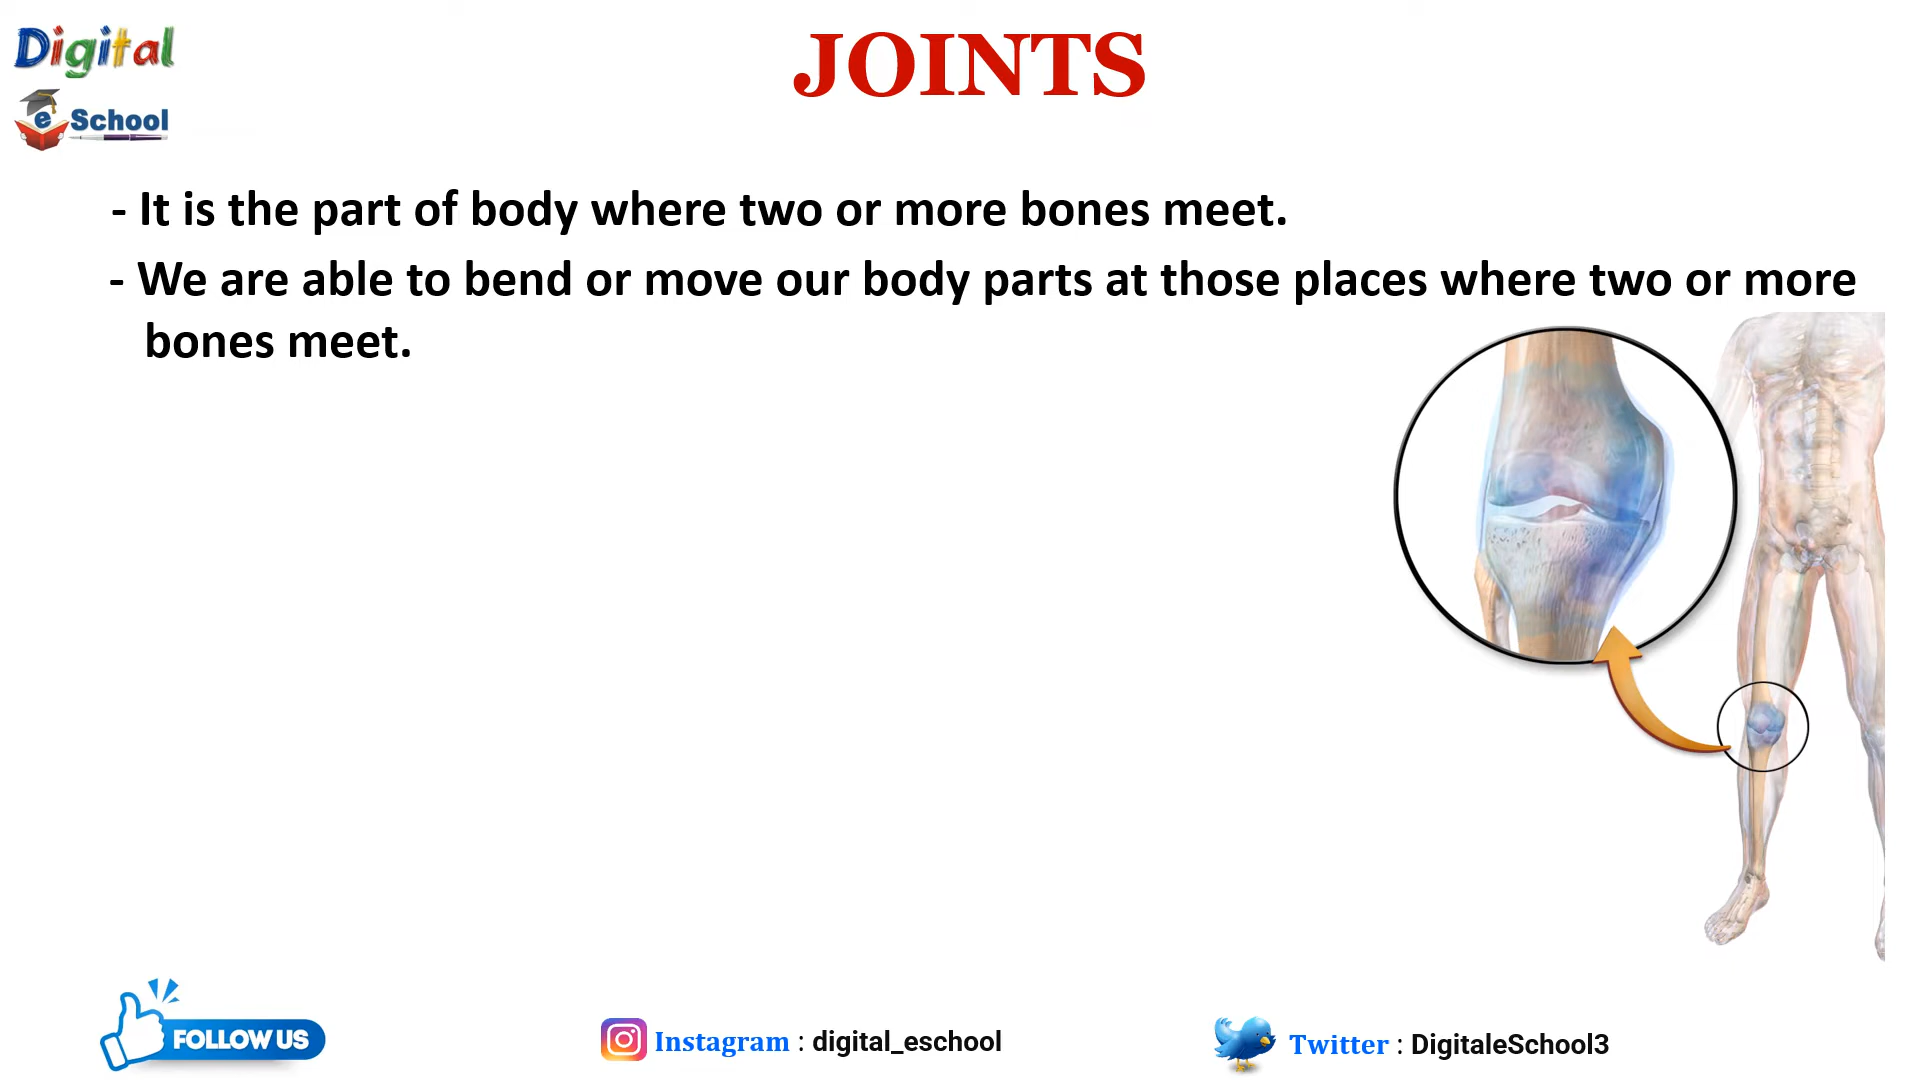 Digital
JOINTS
e School
- It is the part of body where two or more bones meet.
- We are able to bend or move our body parts at those places where two or more
bones meet.
FOLLOW US
Instagram : digital_eschool
Twitter : DigitaleSchool3